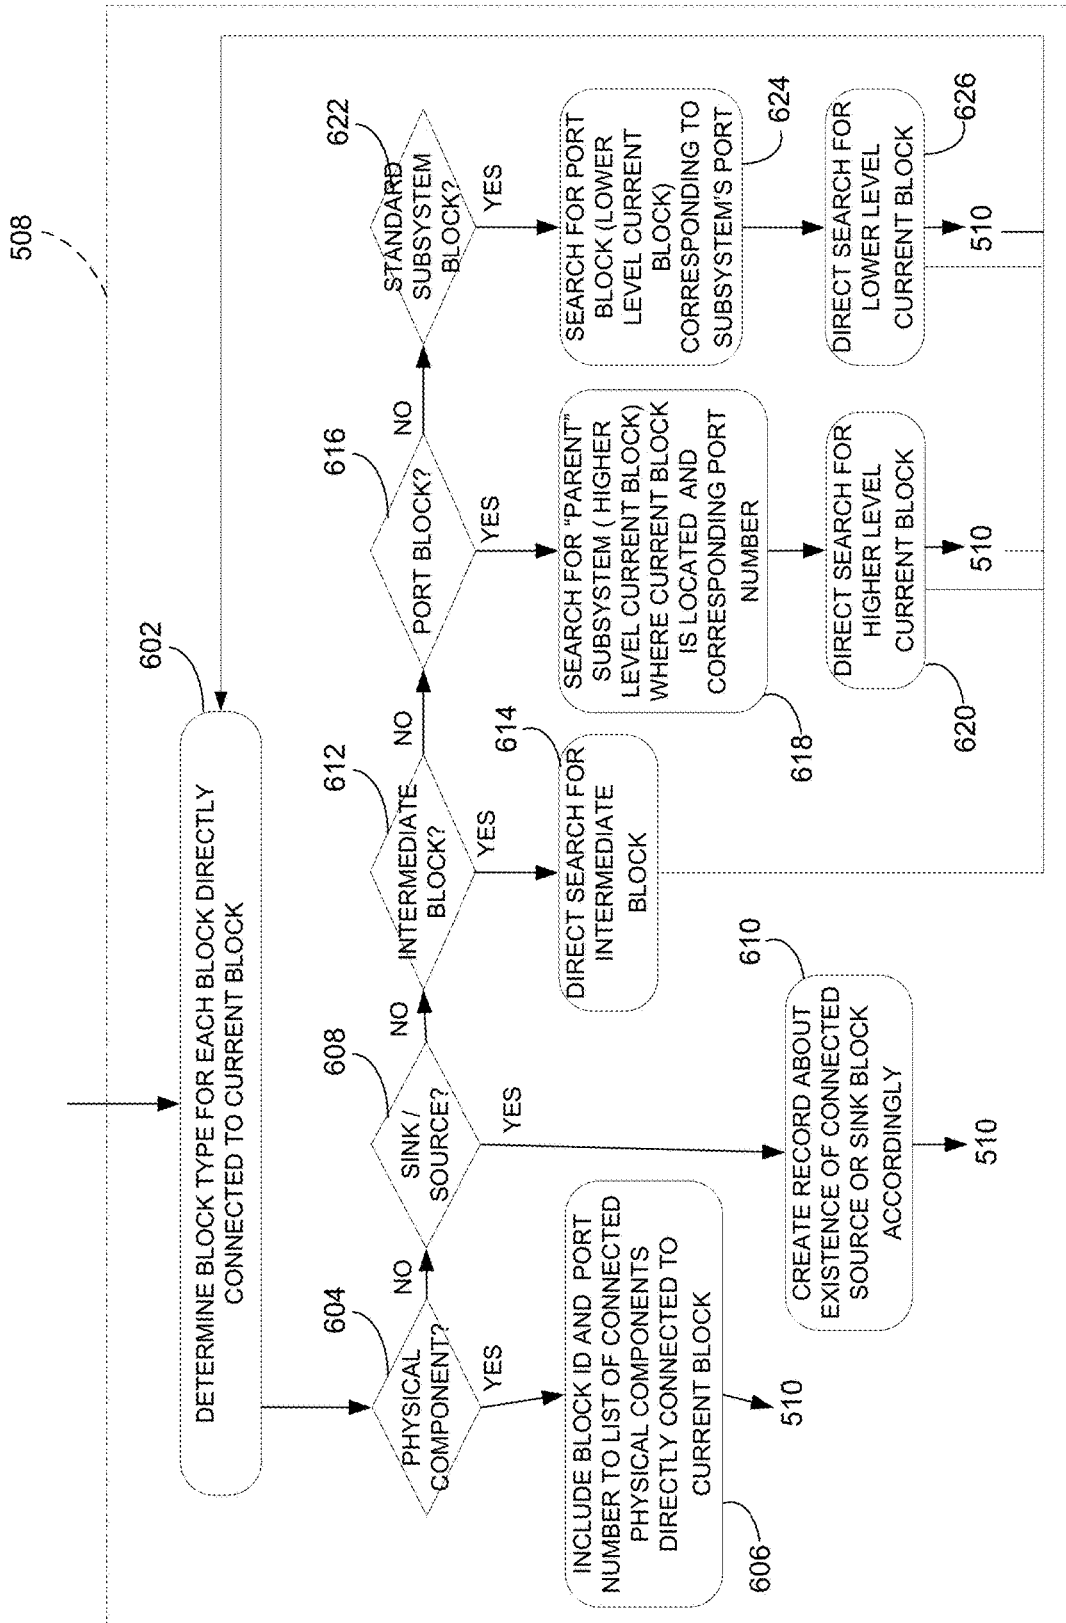 508
602
DETERMINE BLOCK TYPE FOR EACH BLOCK DIRECTLY
CONNECTED TO CURRENT BLOCK
604
PHYSICAL
COMPONENT?
NO
YES
608
SINK /
SOURCE?
NO
YES
612
INTERMEDIATE
BLOCK?
NO
YES
616
PORT BLOCK?
NO
YES
622
STANDARD
SUBSYSTEM
BLOCK?
YES
INCLUDE BLOCK ID AND PORT
NUMBER TO LIST OF CONNECTED
PHYSICAL COMPONENTS
DIRECTLY CONNECTED TO
CURRENT BLOCK
606
510
610
CREATE RECORD ABOUT
EXISTENCE OF CONNECTED
SOURCE OR SINK BLOCK
ACCORDINGLY
510
614
DIRECT SEARCH FOR
INTERMEDIATE
BLOCK
SEARCH FOR "PARENT"
SUBSYSTEM ( HIGHER
LEVEL CURRENT BLOCK)
WHERE CURRENT BLOCK
IS LOCATED AND
CORRESPONDING PORT
NUMBER
618
DIRECT SEARCH FOR
HIGHER LEVEL
CURRENT BLOCK
620
510
SEARCH FOR PORT
BLOCK (LOWER
LEVEL CURRENT
BLOCK)
CORRESPONDING TO
SUBSYSTEM'S PORT
624
DIRECT SEARCH FOR
LOWER LEVEL
CURRENT BLOCK
626
510